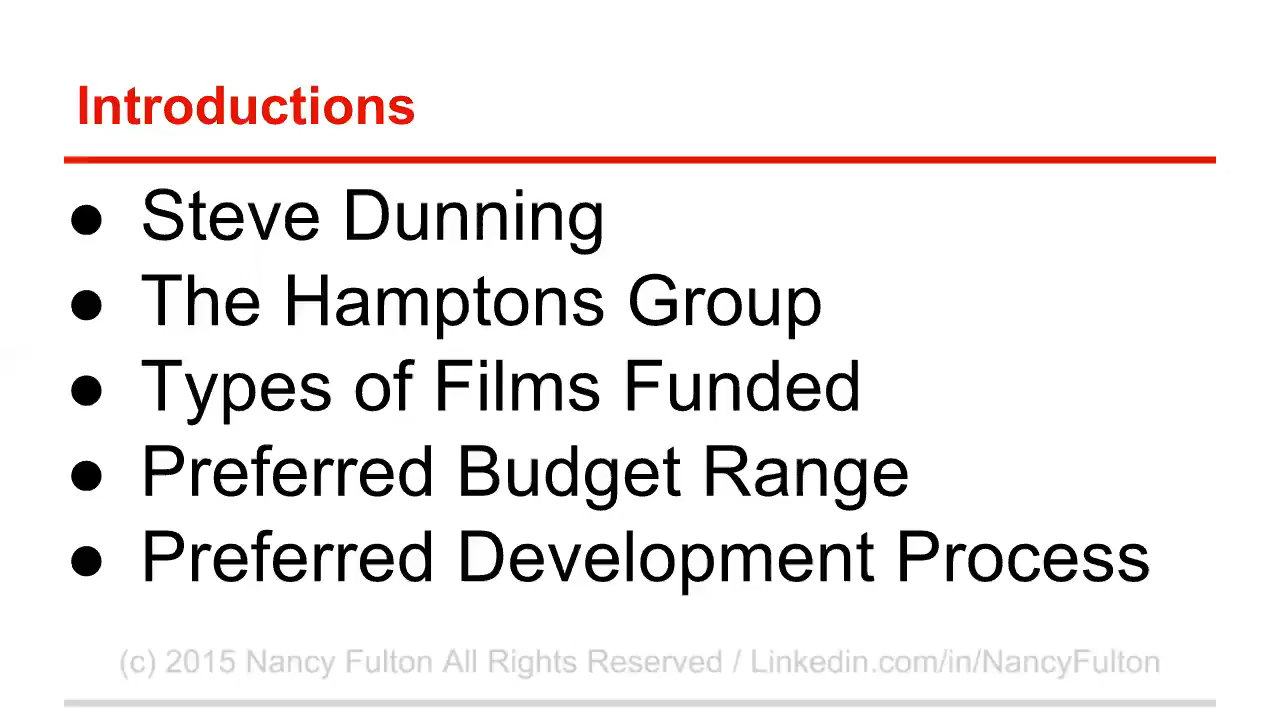 Introductions
● Steve Dunning
● The Hamptons Group
● Types of Films Funded
● Preferred Budget Range
● Preferred Development Process
(c) 2015 Nancy Fulton All Rights Reserved / Linkedin.com/in/NancyFulton